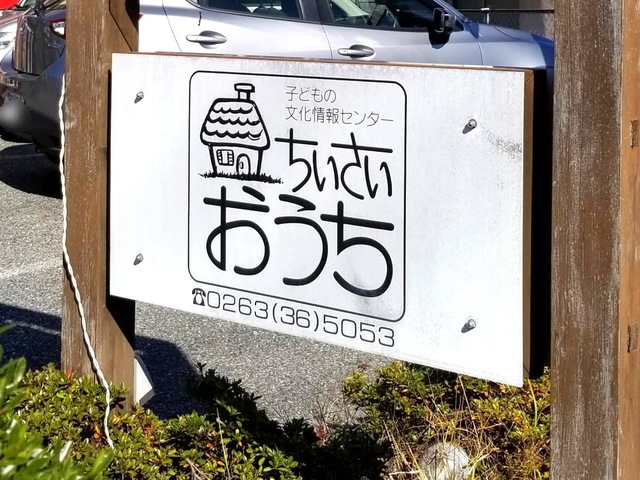 子どもの
文化情報センター
ちいさい
おうち
☎0263(36)5053